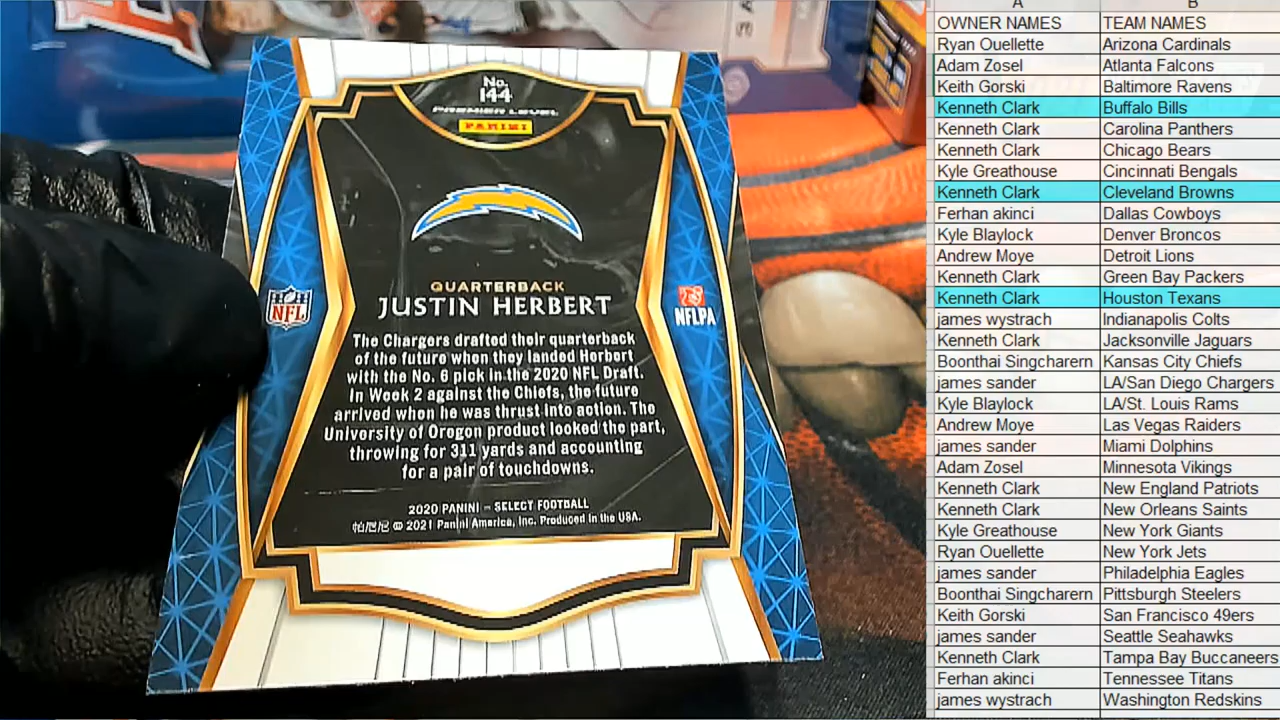 No.
144
PREMIER LEVEL
PANINI
QUARTERBACK
JUSTIN HERBERT
NFL
NFLPA
The Chargers drafted their quarterback
of the future when they landed Herbert
with the No. 6 pick in the 2020 NFL Draft.
In Week 2 against the Chiefs, the future
arrived when he was thrust into action. The
University of Oregon product looked the part,
throwing for 311 yards and accounting
for a pair of touchdowns.
2020 PANINI – SELECT FOOTBALL
帕尼尼 © 2021 Panini America, Inc. Produced in the USA.
A B
OWNER NAMES TEAM NAMES
Ryan Ouellette Arizona Cardinals
Adam Zosel Atlanta Falcons
Keith Gorski Baltimore Ravens
Kenneth Clark Buffalo Bills
Kenneth Clark Carolina Panthers
Kenneth Clark Chicago Bears
Kyle Greathouse Cincinnati Bengals
Kenneth Clark Cleveland Browns
Ferhan akinci Dallas Cowboys
Kyle Blaylock Denver Broncos
Andrew Moye Detroit Lions
Kenneth Clark Green Bay Packers
Kenneth Clark Houston Texans
james wystrach Indianapolis Colts
Kenneth Clark Jacksonville Jaguars
Boonthai Singcharern Kansas City Chiefs
james sander LA/San Diego Chargers
Kyle Blaylock LA/St. Louis Rams
Andrew Moye Las Vegas Raiders
james sander Miami Dolphins
Adam Zosel Minnesota Vikings
Kenneth Clark New England Patriots
Kenneth Clark New Orleans Saints
Kyle Greathouse New York Giants
Ryan Ouellette New York Jets
james sander Philadelphia Eagles
Boonthai Singcharern Pittsburgh Steelers
Keith Gorski San Francisco 49ers
james sander Seattle Seahawks
Kenneth Clark Tampa Bay Buccaneers
Ferhan akinci Tennessee Titans
james wystrach Washington Redskins